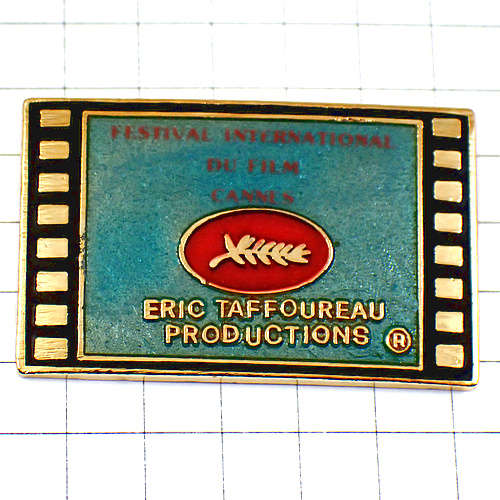 FESTIVAL INTERNATIONAL
DU FILM
CANNES
ERIC TAFFOUREAU
PRODUCTIONS ®